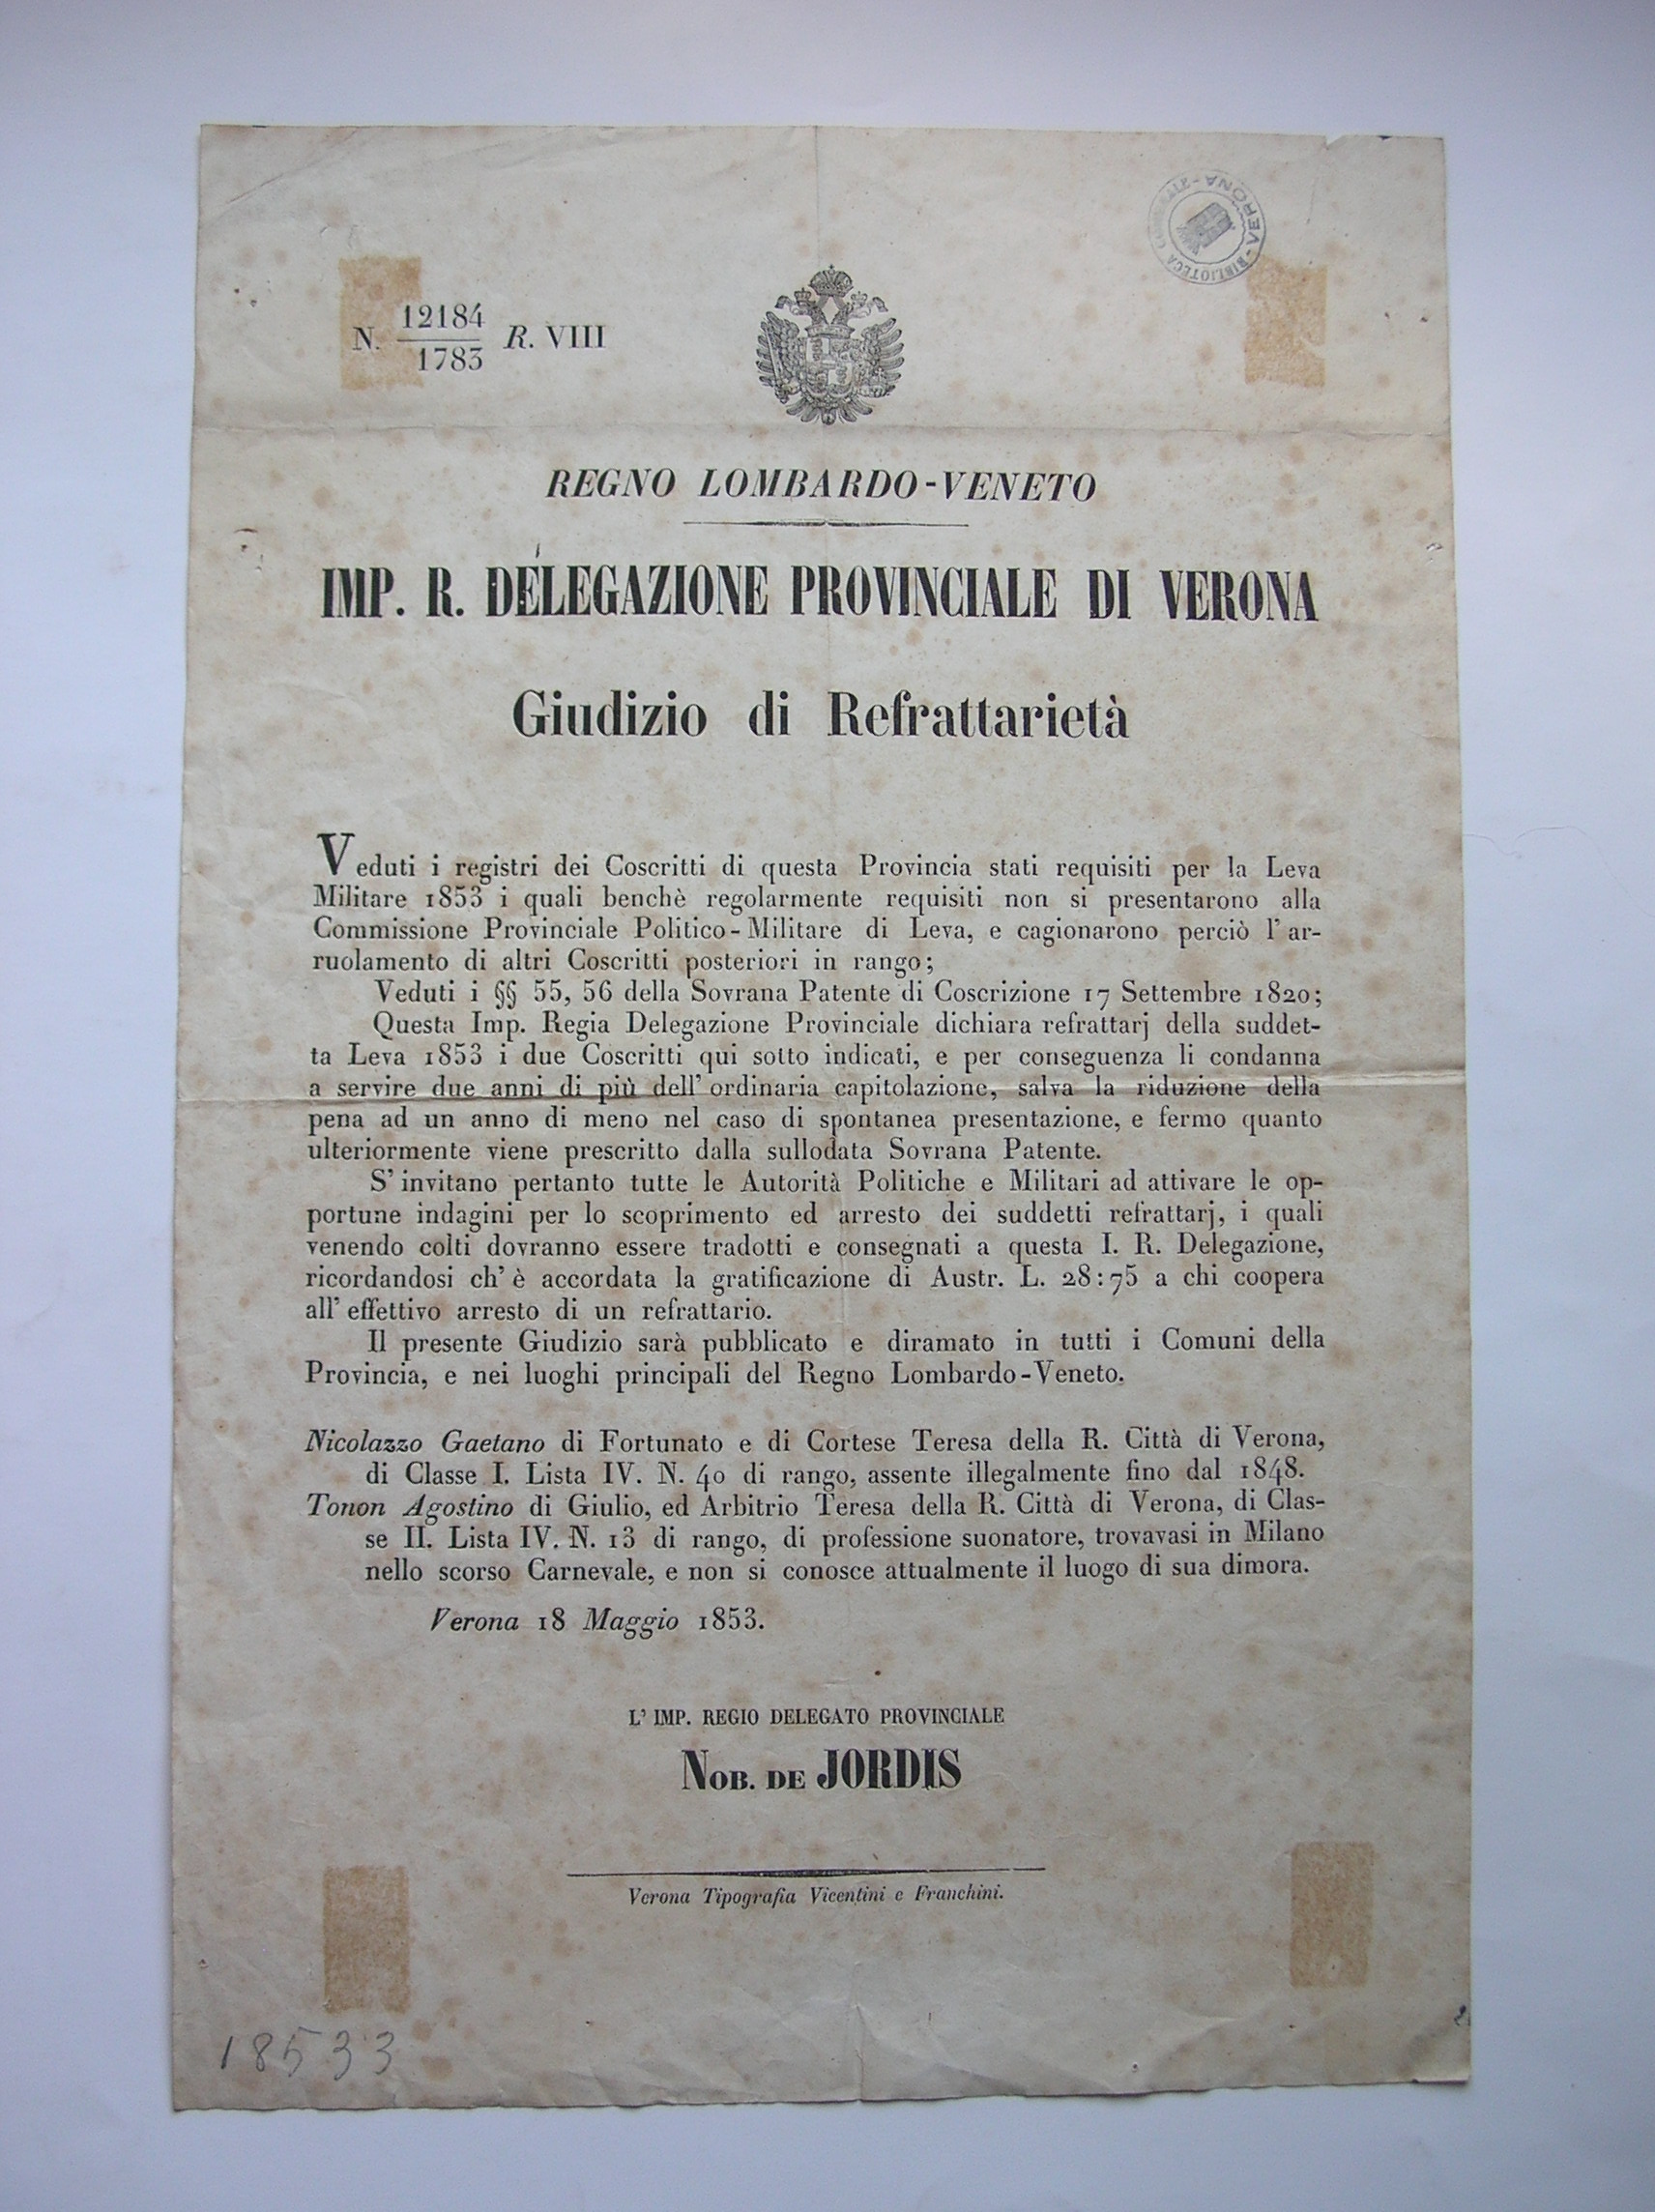 BIBLIOTECA COMUNALE - VERONA -
N. 12184/1783 R. VIII
REGNO LOMBARDO-VENETO
IMP. R. DELEGAZIONE PROVINCIALE DI VERONA
Giudizio di Refrattarietà
Veduti i registri dei Coscritti di questa Provincia stati requisiti per la Leva
Militare 1853 i quali benchè regolarmente requisiti non si presentarono alla
Commissione Provinciale Politico-Militare di Leva, e cagionarono perciò l'ar-
ruolamento di altri Coscritti posteriori in rango;
Veduti i §§ 55, 56 della Sovrana Patente di Coscrizione 17 Settembre 1820;
Questa Imp. Regia Delegazione Provinciale dichiara refrattarj della suddet-
ta Leva 1853 i due Coscritti qui sotto indicati, e per conseguenza li condanna
a servire due anni di più dell'ordinaria capitolazione, salva la riduzione della
pena ad un anno di meno nel caso di spontanea presentazione, e fermo quanto
ulteriormente viene prescritto dalla sullodata Sovrana Patente.
S'invitano pertanto tutte le Autorità Politiche e Militari ad attivare le op-
portune indagini per lo scoprimento ed arresto dei suddetti refrattarj, i quali
venendo colti dovranno essere tradotti e consegnati a questa I. R. Delegazione,
ricordandosi ch'è accordata la gratificazione di Austr. L. 28:75 a chi coopera
all'effettivo arresto di un refrattario.
Il presente Giudizio sarà pubblicato e diramato in tutti i Comuni della
Provincia, e nei luoghi principali del Regno Lombardo-Veneto.
Nicolazzo Gaetano di Fortunato e di Cortese Teresa della R. Città di Verona,
di Classe I. Lista IV. N. 40 di rango, assente illegalmente fino dal 1848.
Tonon Agostino di Giulio, ed Arbitrio Teresa della R. Città di Verona, di Clas-
se II. Lista IV. N. 13 di rango, di professione suonatore, trovavasi in Milano
nello scorso Carnevale, e non si conosce attualmente il luogo di sua dimora.
Verona 18 Maggio 1853.
L'IMP. REGIO DELEGATO PROVINCIALE
NOB. DE JORDIS
Verona Tipografia Vicentini e Franchini.
18533